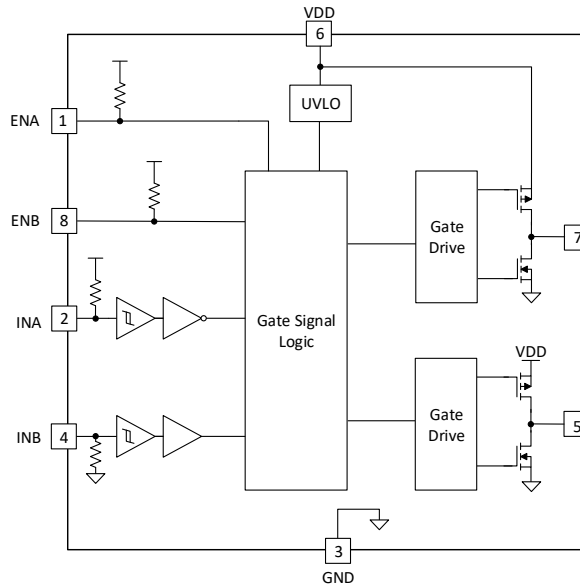 VDD
6
UVLO
ENA
1
ENB
8
Gate
Drive
7
INA
2
Gate Signal
Logic
VDD
INB
4
Gate
Drive
5
3
GND